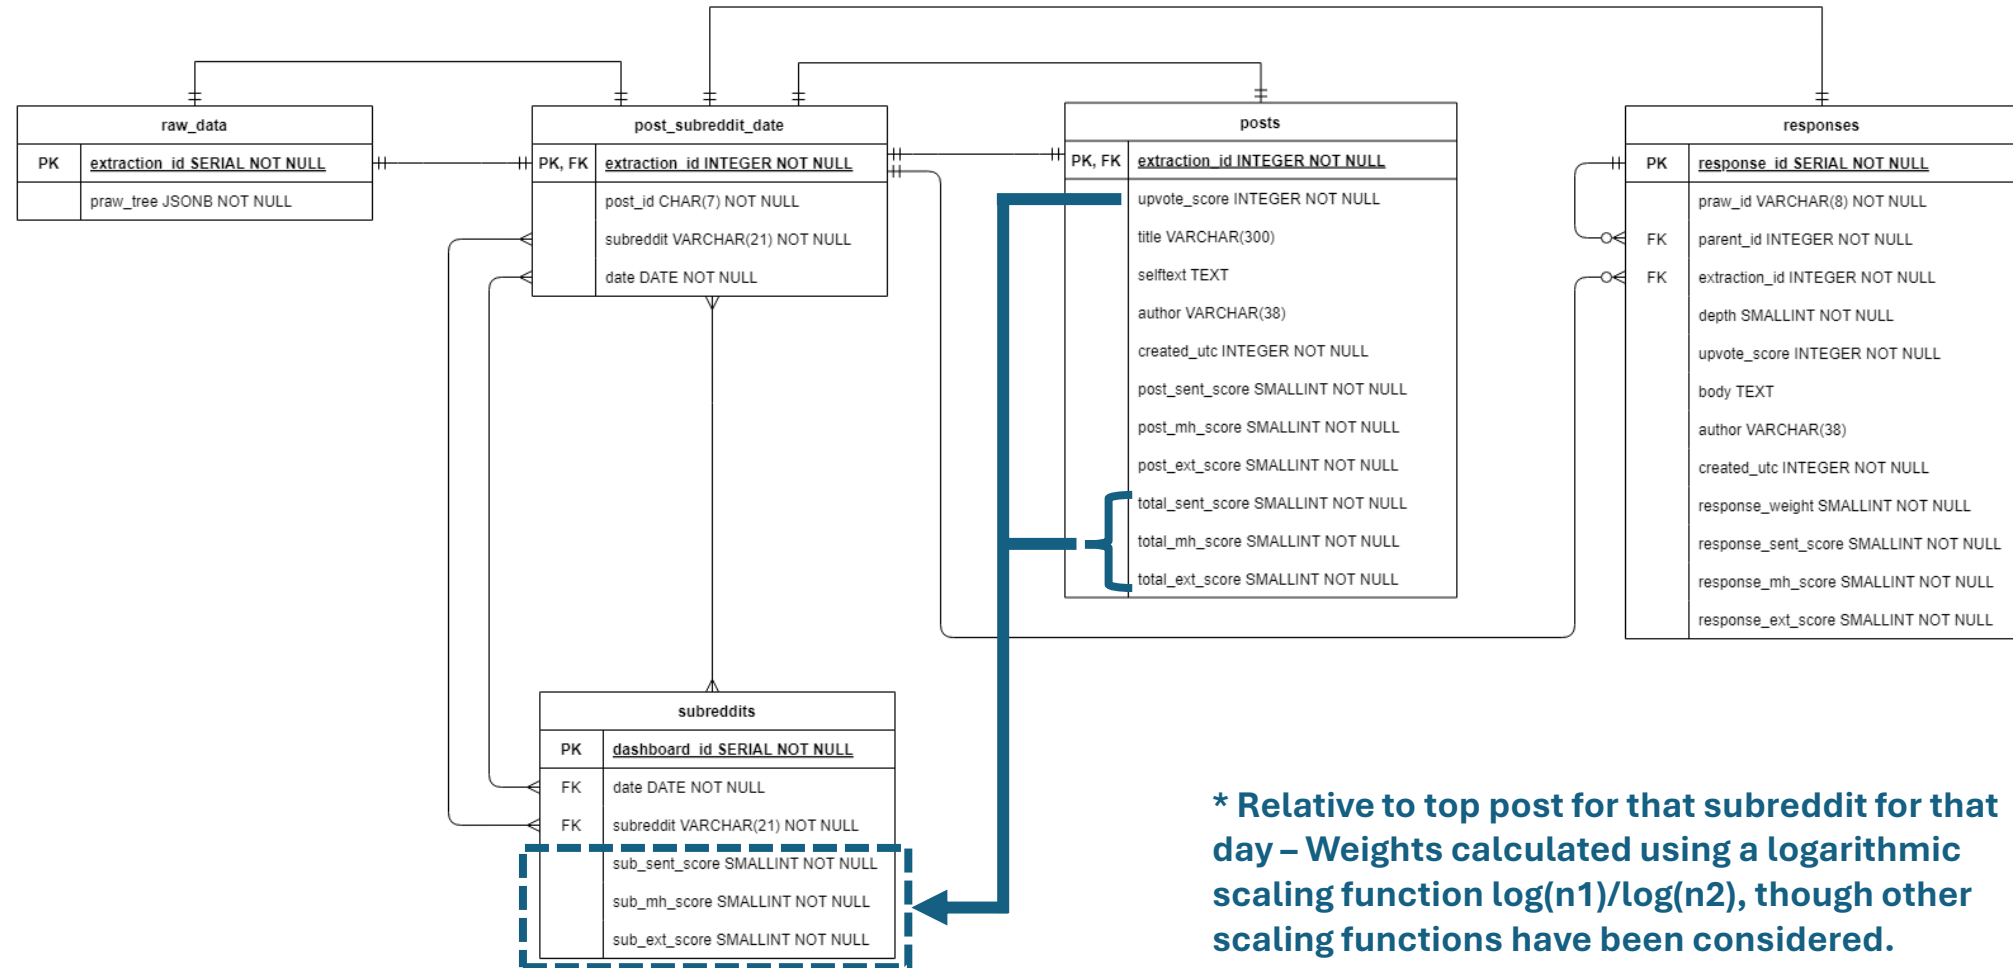 raw_data
PK extraction_id SERIAL NOT NULL
praw_tree JSONB NOT NULL
post_subreddit_date
PK, FK extraction_id INTEGER NOT NULL
post_id CHAR(7) NOT NULL
subreddit VARCHAR(21) NOT NULL
date DATE NOT NULL
posts
PK, FK extraction_id INTEGER NOT NULL
upvote_score INTEGER NOT NULL
title VARCHAR(300)
selftext TEXT
author VARCHAR(38)
created_utc INTEGER NOT NULL
post_sent_score SMALLINT NOT NULL
post_mh_score SMALLINT NOT NULL
post_ext_score SMALLINT NOT NULL
total_sent_score SMALLINT NOT NULL
total_mh_score SMALLINT NOT NULL
total_ext_score SMALLINT NOT NULL
responses
PK response_id SERIAL NOT NULL
praw_id VARCHAR(8) NOT NULL
FK parent_id INTEGER NOT NULL
FK extraction_id INTEGER NOT NULL
depth SMALLINT NOT NULL
upvote_score INTEGER NOT NULL
body TEXT
author VARCHAR(38)
created_utc INTEGER NOT NULL
response_weight SMALLINT NOT NULL
response_sent_score SMALLINT NOT NULL
response_mh_score SMALLINT NOT NULL
response_ext_score SMALLINT NOT NULL
subreddits
PK dashboard_id SERIAL NOT NULL
FK date DATE NOT NULL
FK subreddit VARCHAR(21) NOT NULL
sub_sent_score SMALLINT NOT NULL
sub_mh_score SMALLINT NOT NULL
sub_ext_score SMALLINT NOT NULL
* Relative to top post for that subreddit for that
day – Weights calculated using a logarithmic
scaling function log(n1)/log(n2), though other
scaling functions have been considered.